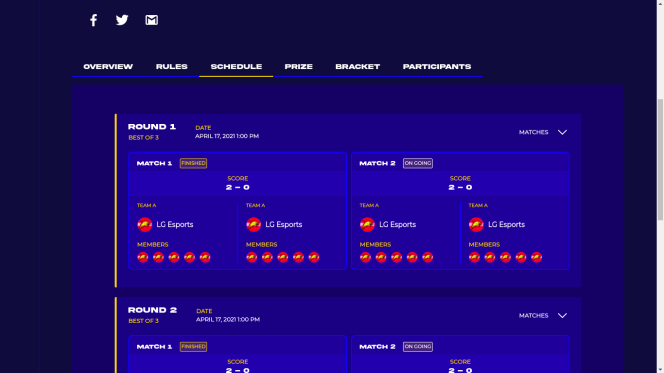 OVERVIEW RULES SCHEDULE PRIZE BRACKET PARTICIPANTS
ROUND 1
BEST OF 3
DATE
APRIL 17, 2021 1:00 PM
MATCHES
MATCH 1 FINISHED
SCORE
2 – 0
TEAM A
LG Esports
MEMBERS
TEAM A
LG Esports
MEMBERS
MATCH 2 ON GOING
SCORE
2 – 0
TEAM A
LG Esports
MEMBERS
TEAM A
LG Esports
MEMBERS
ROUND 2
BEST OF 3
DATE
APRIL 17, 2021 1:00 PM
MATCHES
MATCH 1 FINISHED
SCORE
2 – 0
MATCH 2 ON GOING
SCORE
2 – 0